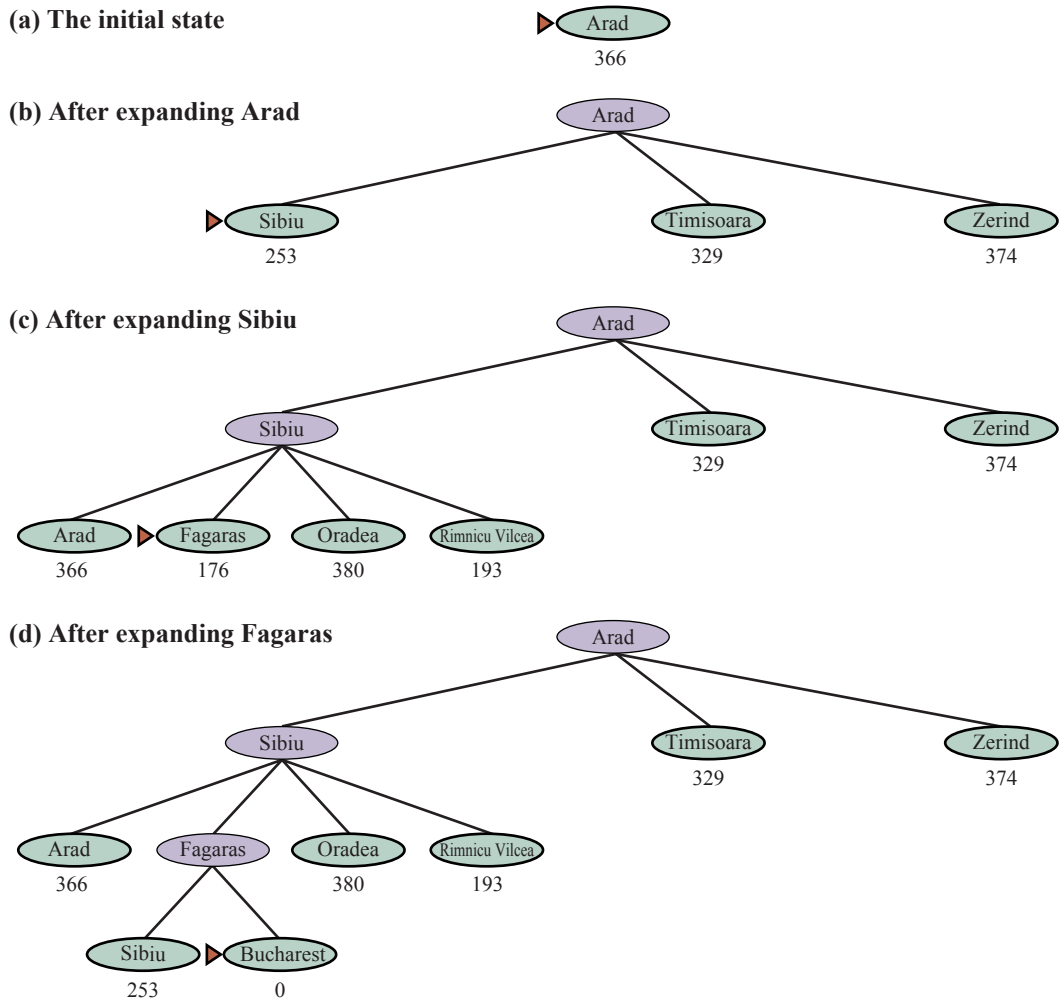 (a) The initial state
Arad
366
(b) After expanding Arad
Arad
Sibiu
Timisoara
Zerind
253
329
374
(c) After expanding Sibiu
Arad
Sibiu
Timisoara
Zerind
329
374
Arad
Fagaras
Oradea
Rimnicu Vilcea
366
176
380
193
(d) After expanding Fagaras
Arad
Sibiu
Timisoara
Zerind
329
374
Arad
Fagaras
Oradea
Rimnicu Vilcea
366
380
193
Sibiu
Bucharest
253
0